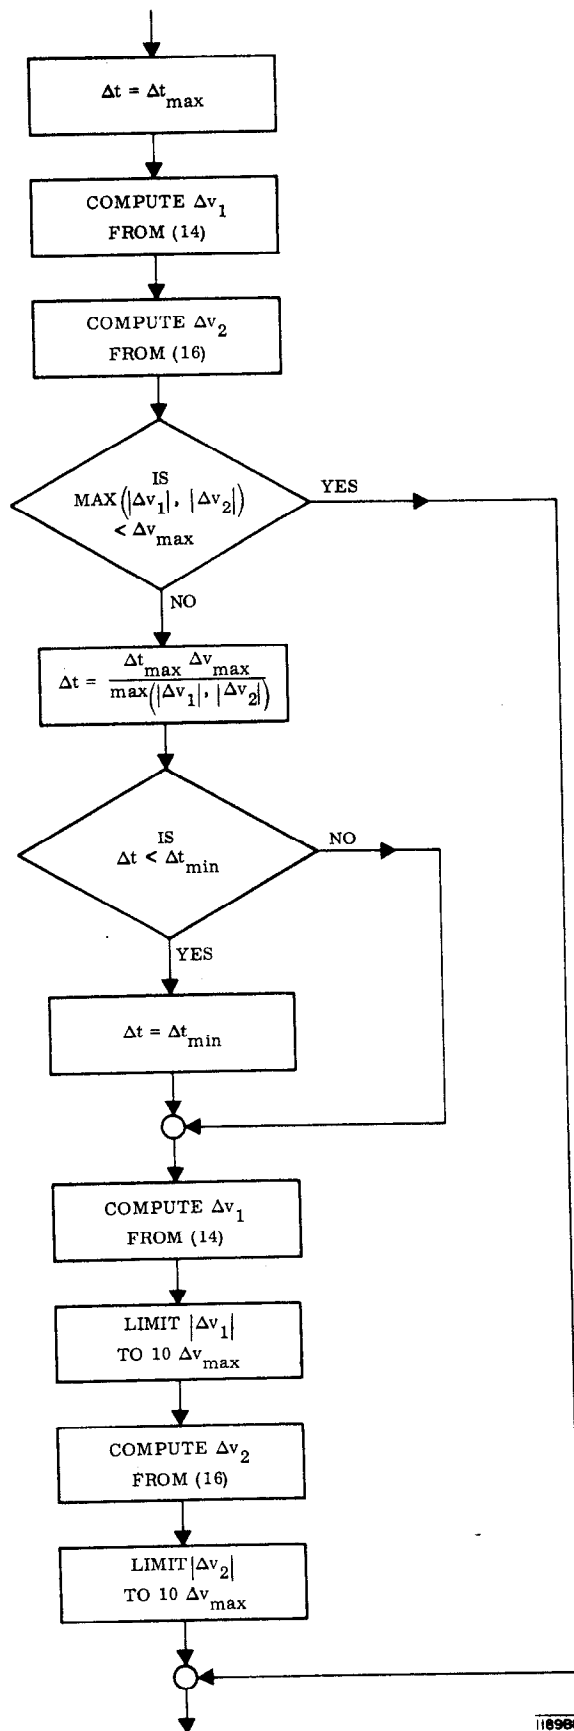 Δt = Δt_max
COMPUTE Δv_1
FROM (14)
COMPUTE Δv_2
FROM (16)
IS
MAX(|Δv_1|, |Δv_2|)
< Δv_max
YES
NO
Δt = Δt_max Δv_max / max(|Δv_1|, |Δv_2|)
IS
Δt < Δt_min
NO
YES
Δt = Δt_min
COMPUTE Δv_1
FROM (14)
LIMIT |Δv_1|
TO 10 Δv_max
COMPUTE Δv_2
FROM (16)
LIMIT |Δv_2|
TO 10 Δv_max